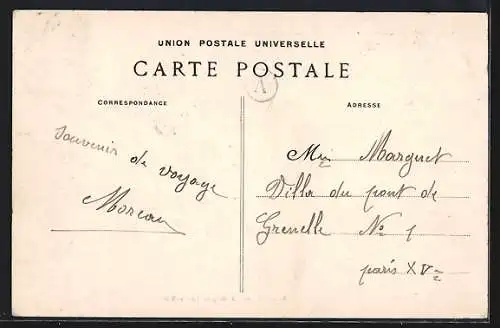 UNION POSTALE UNIVERSELLE
CARTE POSTALE
A
CORRESPONDANCE
ADRESSE
Souvenir de voyage
Moreau
Marguet
Villa du pont de
Grenelle No 1
paris XVe